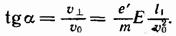 tg α = v⊥/v₀ = e′/m E l₁/v₀².